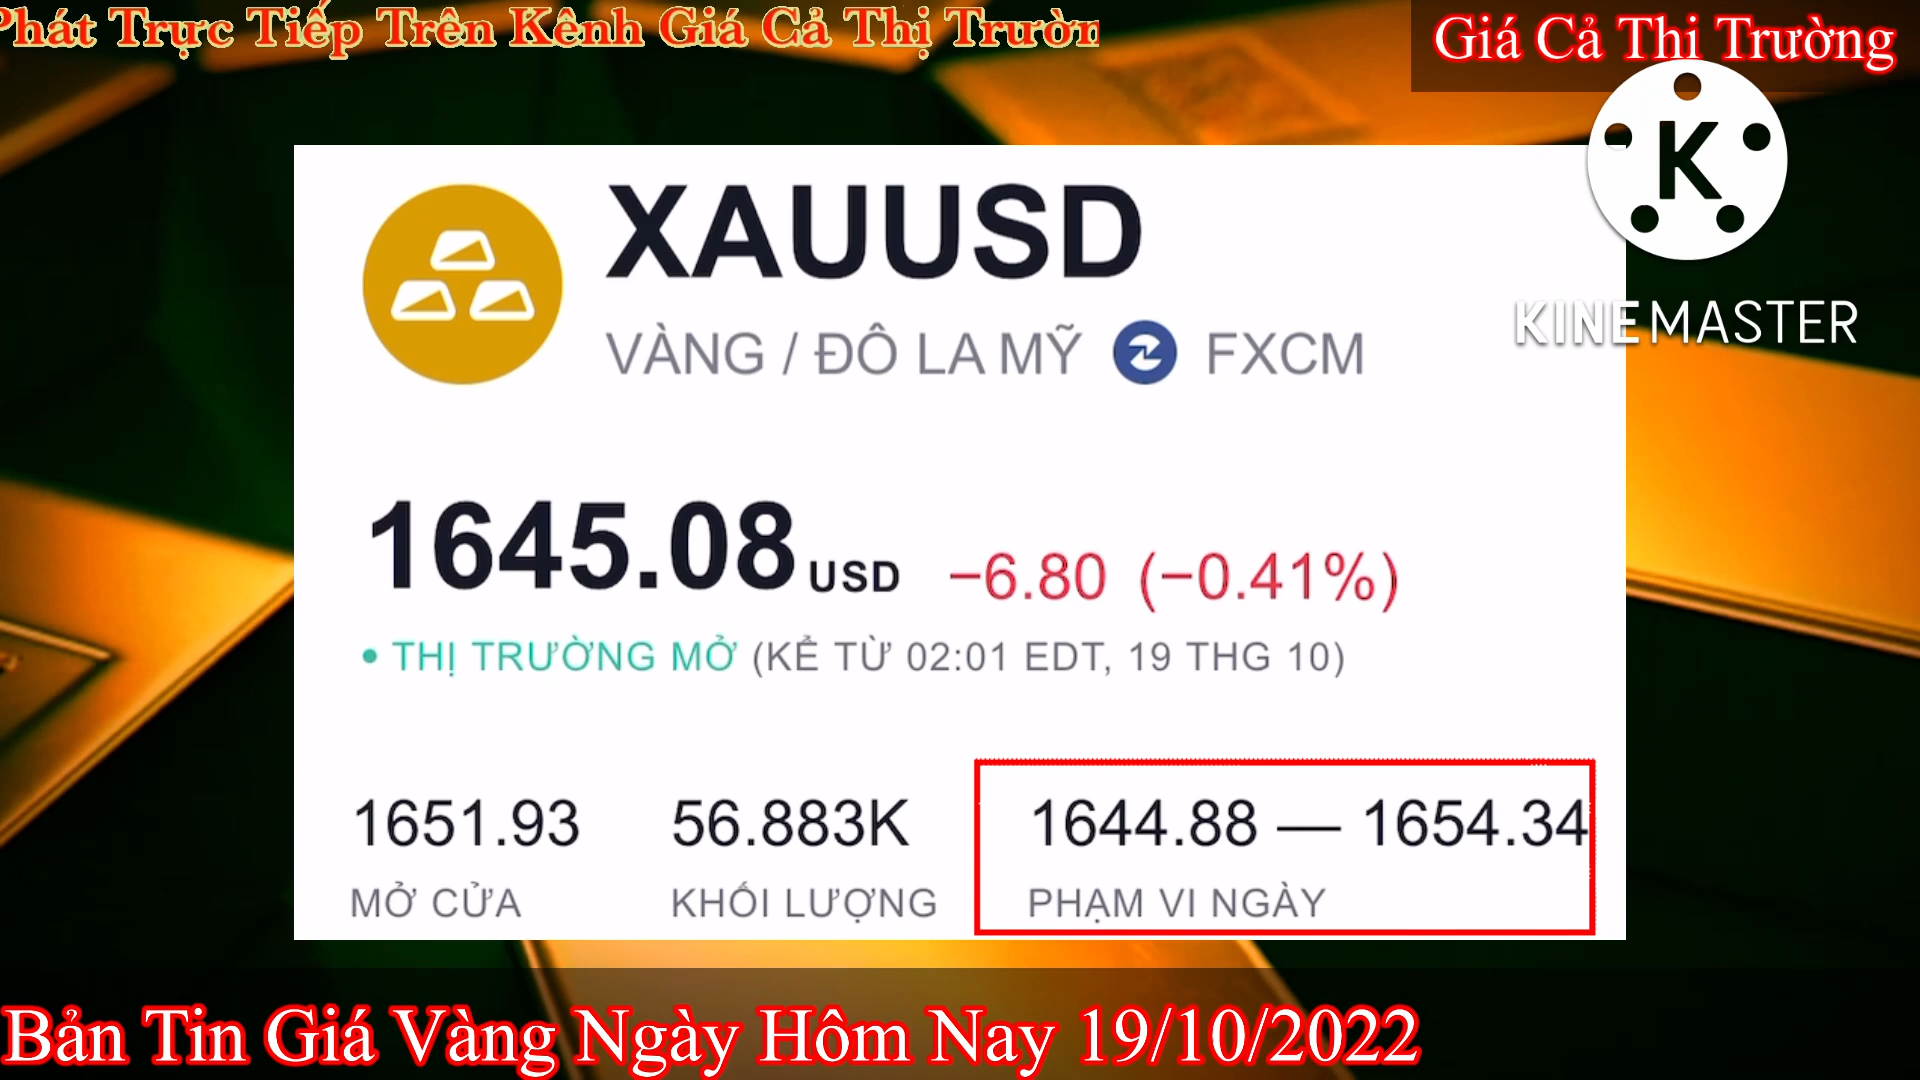 Phát Trực Tiếp Trên Kênh Giá Cả Thị Trườn
Giá Cả Thi Trường
K
KINEMASTER
XAUUSD
VÀNG / ĐÔ LA MỸ FXCM
1645.08 USD −6.80 (−0.41%)
• THỊ TRƯỜNG MỞ (KỂ TỪ 02:01 EDT, 19 THG 10)
1651.93 56.883K 1644.88 — 1654.34
MỞ CỬA KHỐI LƯỢNG PHẠM VI NGÀY
Bản Tin Giá Vàng Ngày Hôm Nay 19/10/2022